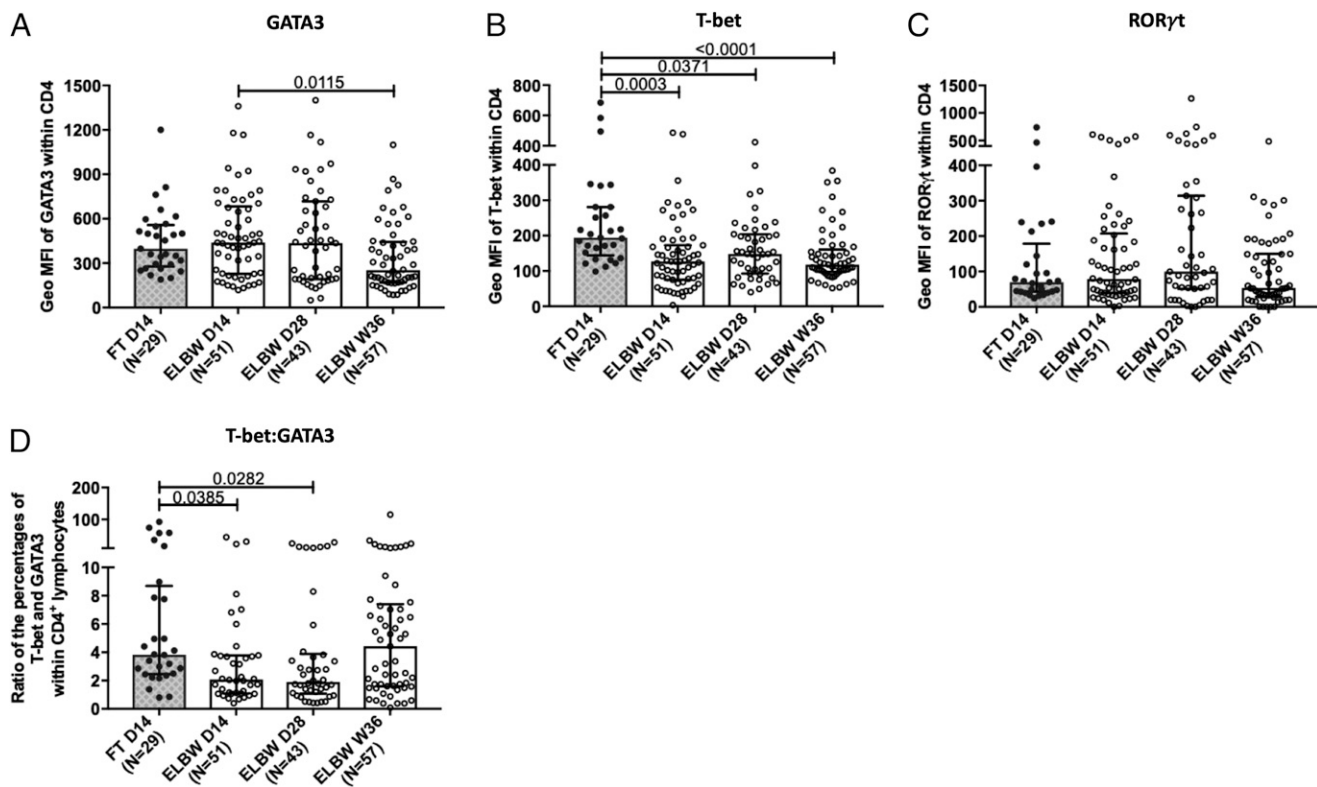 A
GATA3
Geo MFI of GATA3 within CD4
1500
1200
900
600
300
0
0.0115
FT D14
(N=29)
ELBW D14
(N=51)
ELBW D28
(N=43)
ELBW W36
(N=57)
B
T-bet
Geo MFI of T-bet within CD4
800
600
400
400
300
200
100
0
<0.0001
0.0371
0.0003
FT D14
(N=29)
ELBW D14
(N=51)
ELBW D28
(N=43)
ELBW W36
(N=57)
C
RORγt
Geo MFI of RORγt within CD4
1500
1000
500
400
300
200
100
0
FT D14
(N=29)
ELBW D14
(N=51)
ELBW D28
(N=43)
ELBW W36
(N=57)
D
T-bet:GATA3
Ratio of the percentages of
T-bet and GATA3
within CD4⁺ lymphocytes
200
100
10
8
6
4
2
0
0.0282
0.0385
FT D14
(N=29)
ELBW D14
(N=51)
ELBW D28
(N=43)
ELBW W36
(N=57)